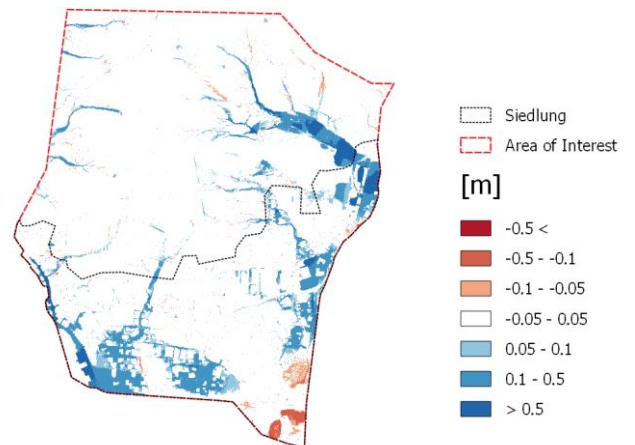 Siedlung
Area of Interest
[m]
-0.5 <
-0.5 - -0.1
-0.1 - -0.05
-0.05 - 0.05
0.05 - 0.1
0.1 - 0.5
> 0.5